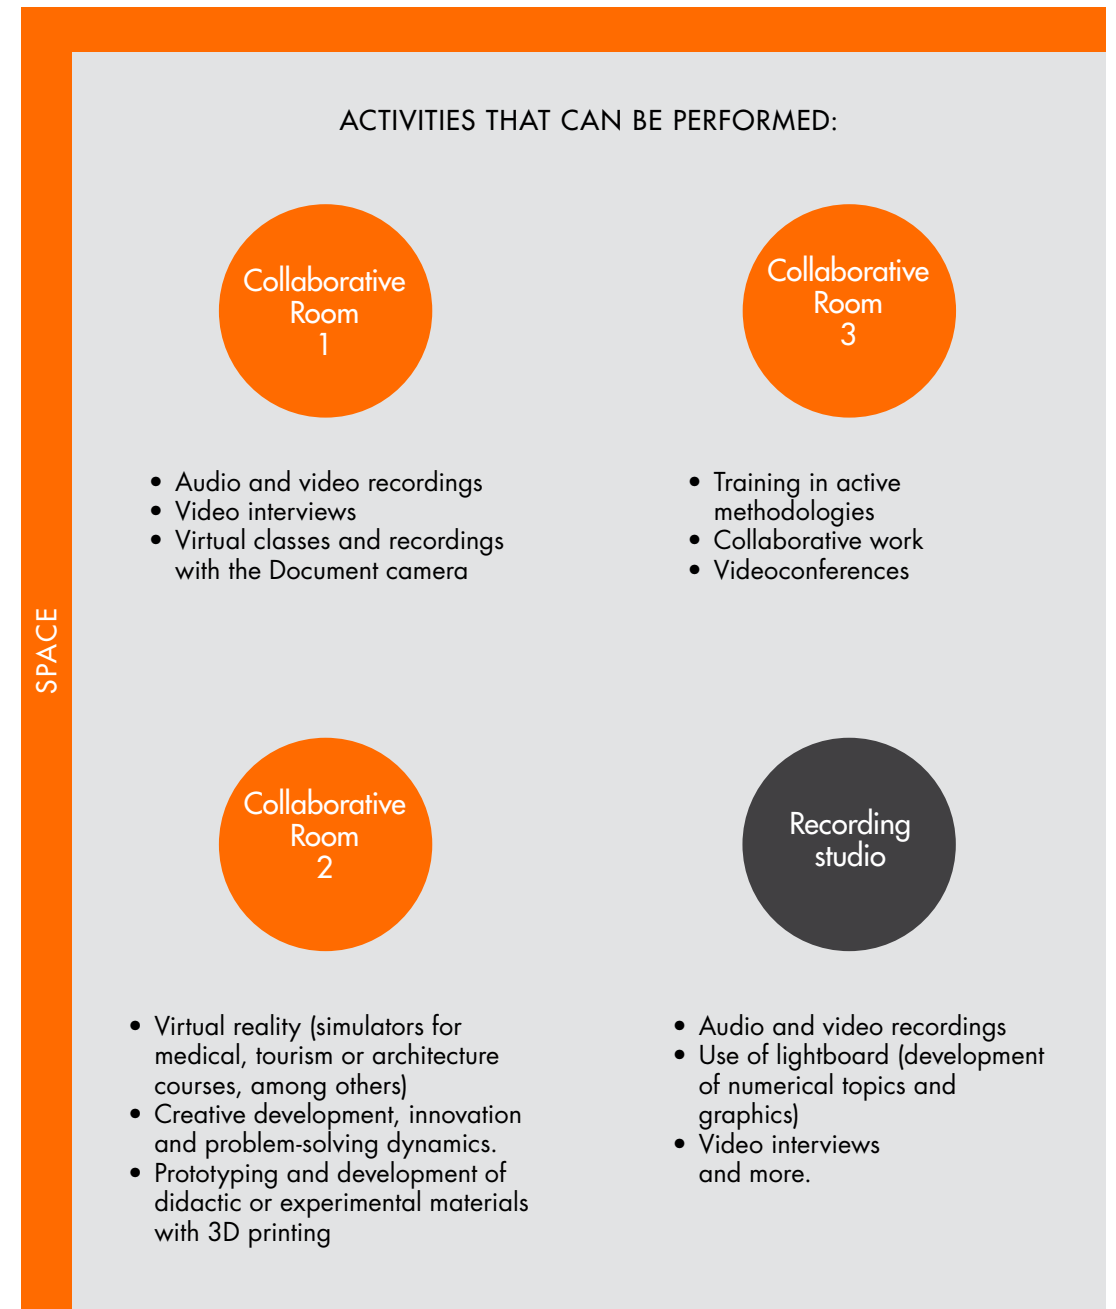 ACTIVITIES THAT CAN BE PERFORMED:
SPACE
Collaborative
Room
1
• Audio and video recordings
• Video interviews
• Virtual classes and recordings
with the Document camera
Collaborative
Room
3
• Training in active
methodologies
• Collaborative work
• Videoconferences
Collaborative
Room
2
• Virtual reality (simulators for
medical, tourism or architecture
courses, among others)
• Creative development, innovation
and problem-solving dynamics.
• Prototyping and development of
didactic or experimental materials
with 3D printing
Recording
studio
• Audio and video recordings
• Use of lightboard (development
of numerical topics and
graphics)
• Video interviews
and more.